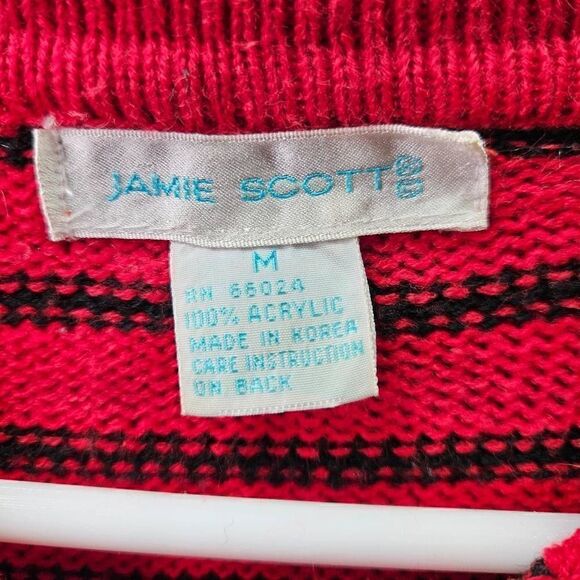 JAMIE SCOTT®
M
RN 66024
100% ACRYLIC
MADE IN KOREA
CARE INSTRUCTION
ON BACK